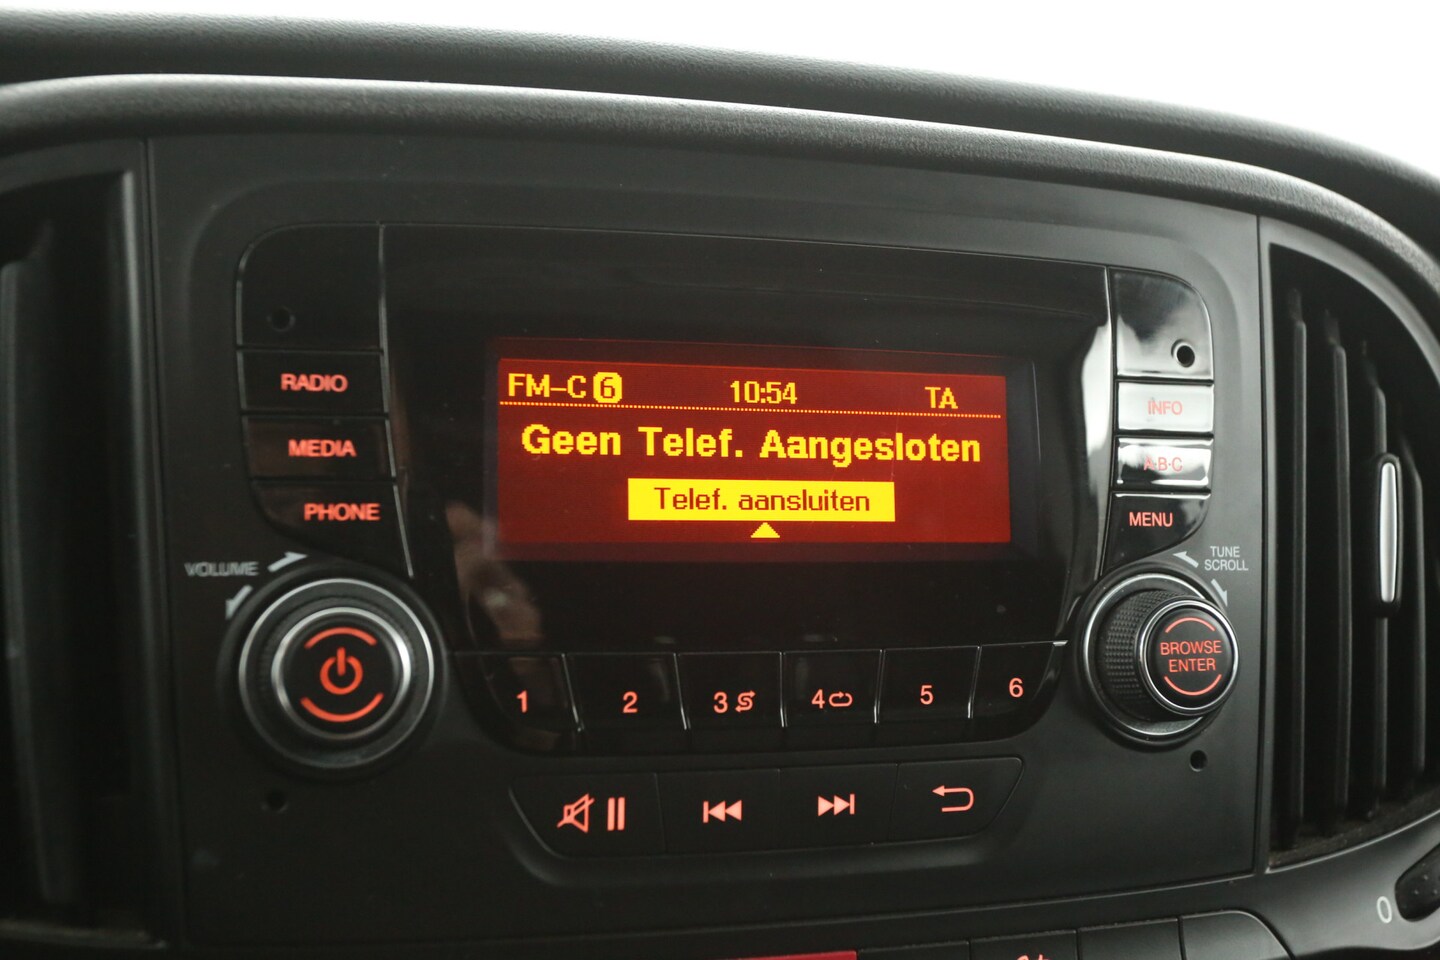 FM-C 6 10:54 TA
Geen Telef. Aangesloten
Telef. aansluiten
RADIO
MEDIA
PHONE
VOLUME
INFO
A·B·C
MENU
TUNE
SCROLL
BROWSE
ENTER
1 2 3 4 5 6
0